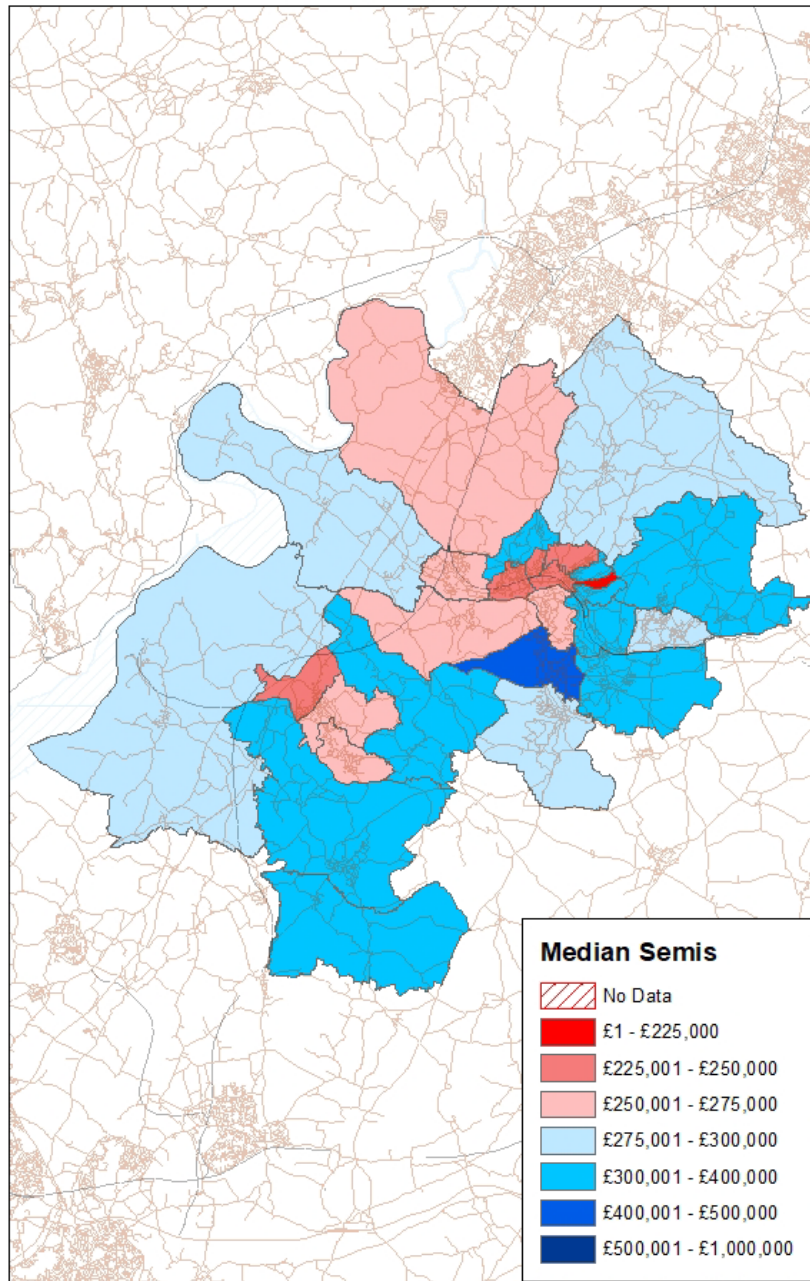 Median Semis
No Data
£1 - £225,000
£225,001 - £250,000
£250,001 - £275,000
£275,001 - £300,000
£300,001 - £400,000
£400,001 - £500,000
£500,001 - £1,000,000